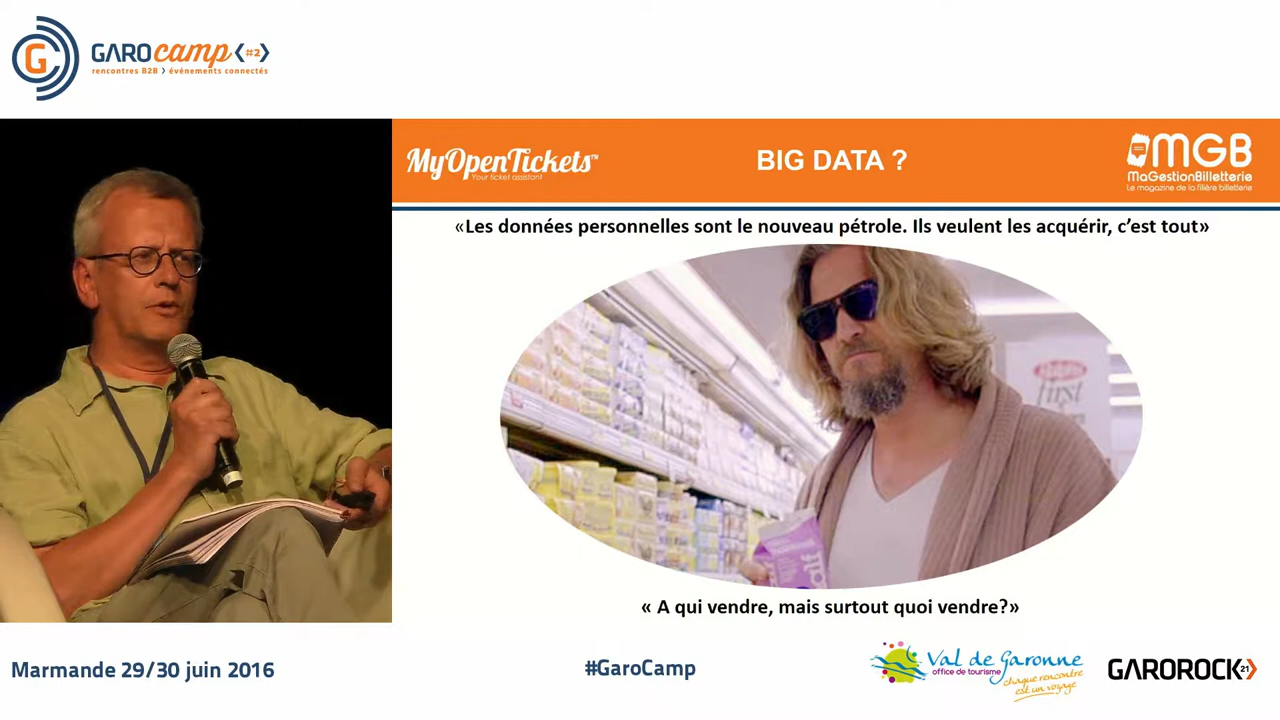 G
GAROcamp <#2>
rencontres B2B > événements connectés
MyOpenTickets™
Your ticket assistant
BIG DATA ?
MGB
MaGestionBilletterie
Le magazine de la filière billetterie
«Les données personnelles sont le nouveau pétrole. Ils veulent les acquérir, c’est tout»
first
« A qui vendre, mais surtout quoi vendre?»
Marmande 29/30 juin 2016
#GaroCamp
Val de Garonne
office de tourisme
chaque rencontre
est un voyage
GAROROCK 21